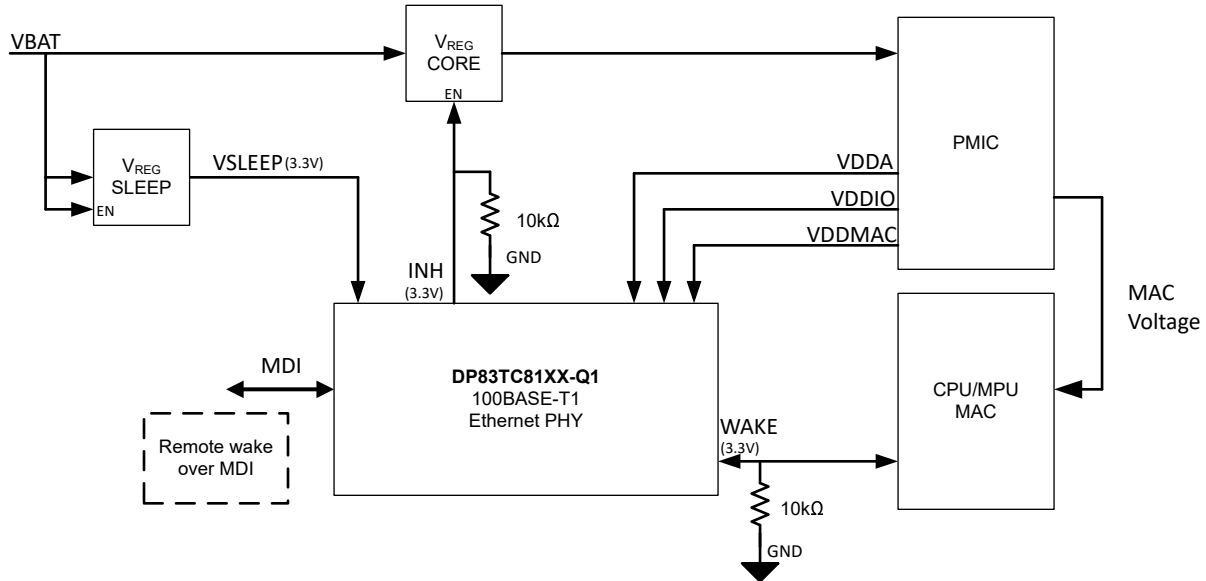 VBAT
VREG
CORE
EN
PMIC
VREG
SLEEP
EN
VSLEEP (3.3V)
VDDA
VDDIO
VDDMAC
10kΩ
GND
INH
(3.3V)
MAC
Voltage
MDI
Remote wake
over MDI
DP83TC81XX-Q1
100BASE-T1
Ethernet PHY
WAKE
(3.3V)
CPU/MPU
MAC
10kΩ
GND